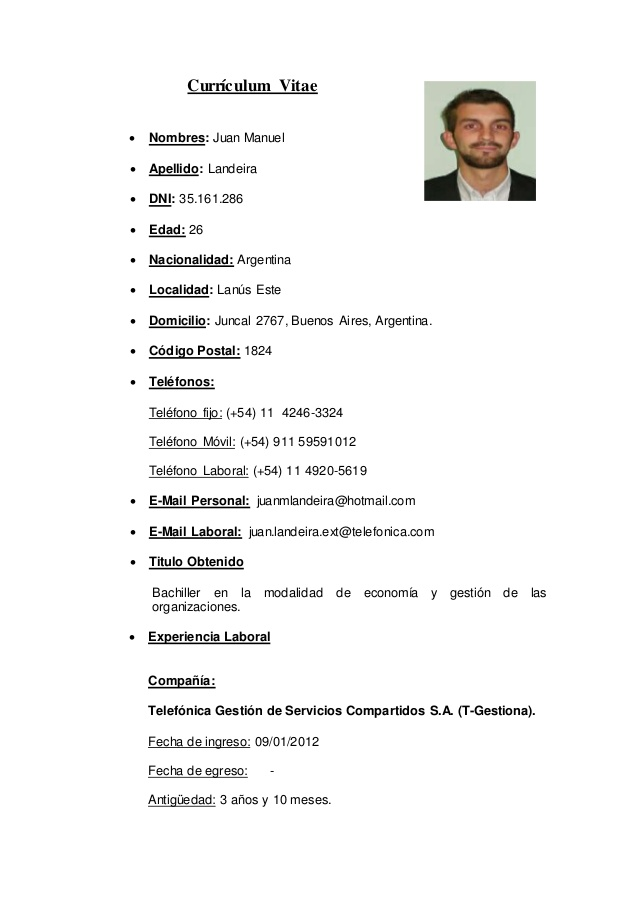 Currículum Vitae
Nombres: Juan Manuel
Apellido: Landeira
DNI: 35.161.286
Edad: 26
Nacionalidad: Argentina
Localidad: Lanús Este
Domicilio: Juncal 2767, Buenos Aires, Argentina.
Código Postal: 1824
Teléfonos:
Teléfono fijo: (+54) 11 4246-3324
Teléfono Móvil: (+54) 911 59591012
Teléfono Laboral: (+54) 11 4920-5619
E-Mail Personal: juanmlandeira@hotmail.com
E-Mail Laboral: juan.landeira.ext@telefonica.com
Titulo Obtenido
Bachiller en la modalidad de economía y gestión de las
organizaciones.
Experiencia Laboral
Compañía:
Telefónica Gestión de Servicios Compartidos S.A. (T-Gestiona).
Fecha de ingreso: 09/01/2012
Fecha de egreso: -
Antigüedad: 3 años y 10 meses.